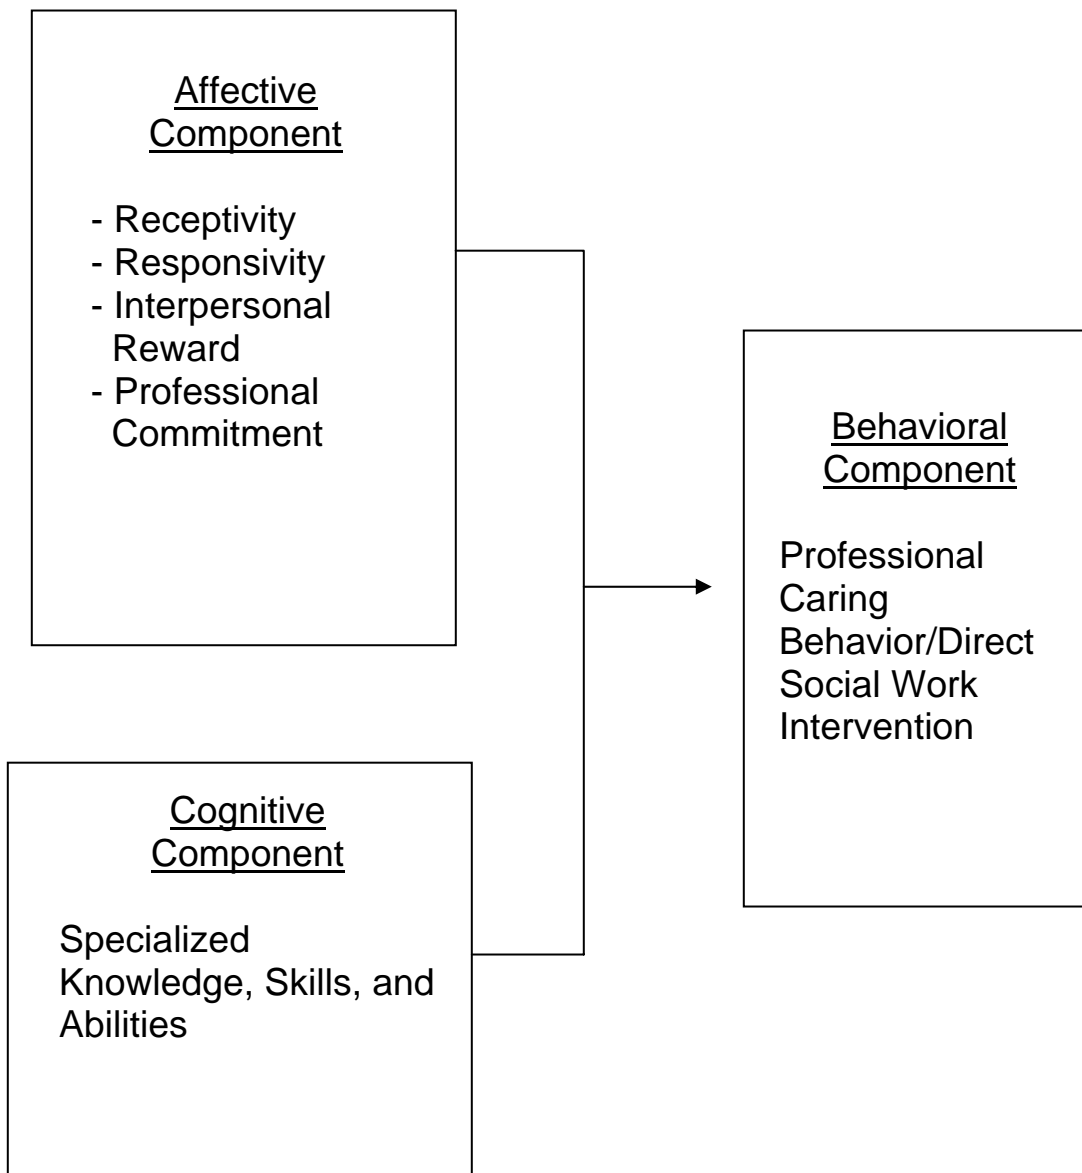 Affective
Component
- Receptivity
- Responsivity
- Interpersonal
Reward
- Professional
Commitment
Behavioral
Component
Professional
Caring
Behavior/Direct
Social Work
Intervention
Cognitive
Component
Specialized
Knowledge, Skills, and
Abilities